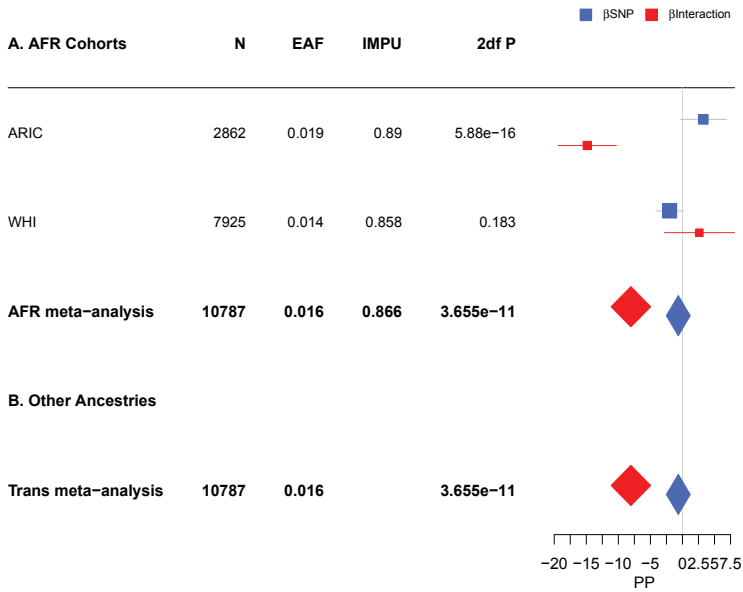 βSNP βInteraction
A. AFR Cohorts N EAF IMPU 2df P
ARIC 2862 0.019 0.89 5.88e−16
WHI 7925 0.014 0.858 0.183
AFR meta−analysis 10787 0.016 0.866 3.655e−11
B. Other Ancestries
Trans meta−analysis 10787 0.016 3.655e−11
−20 −15 −10 −5 02.557.5
PP